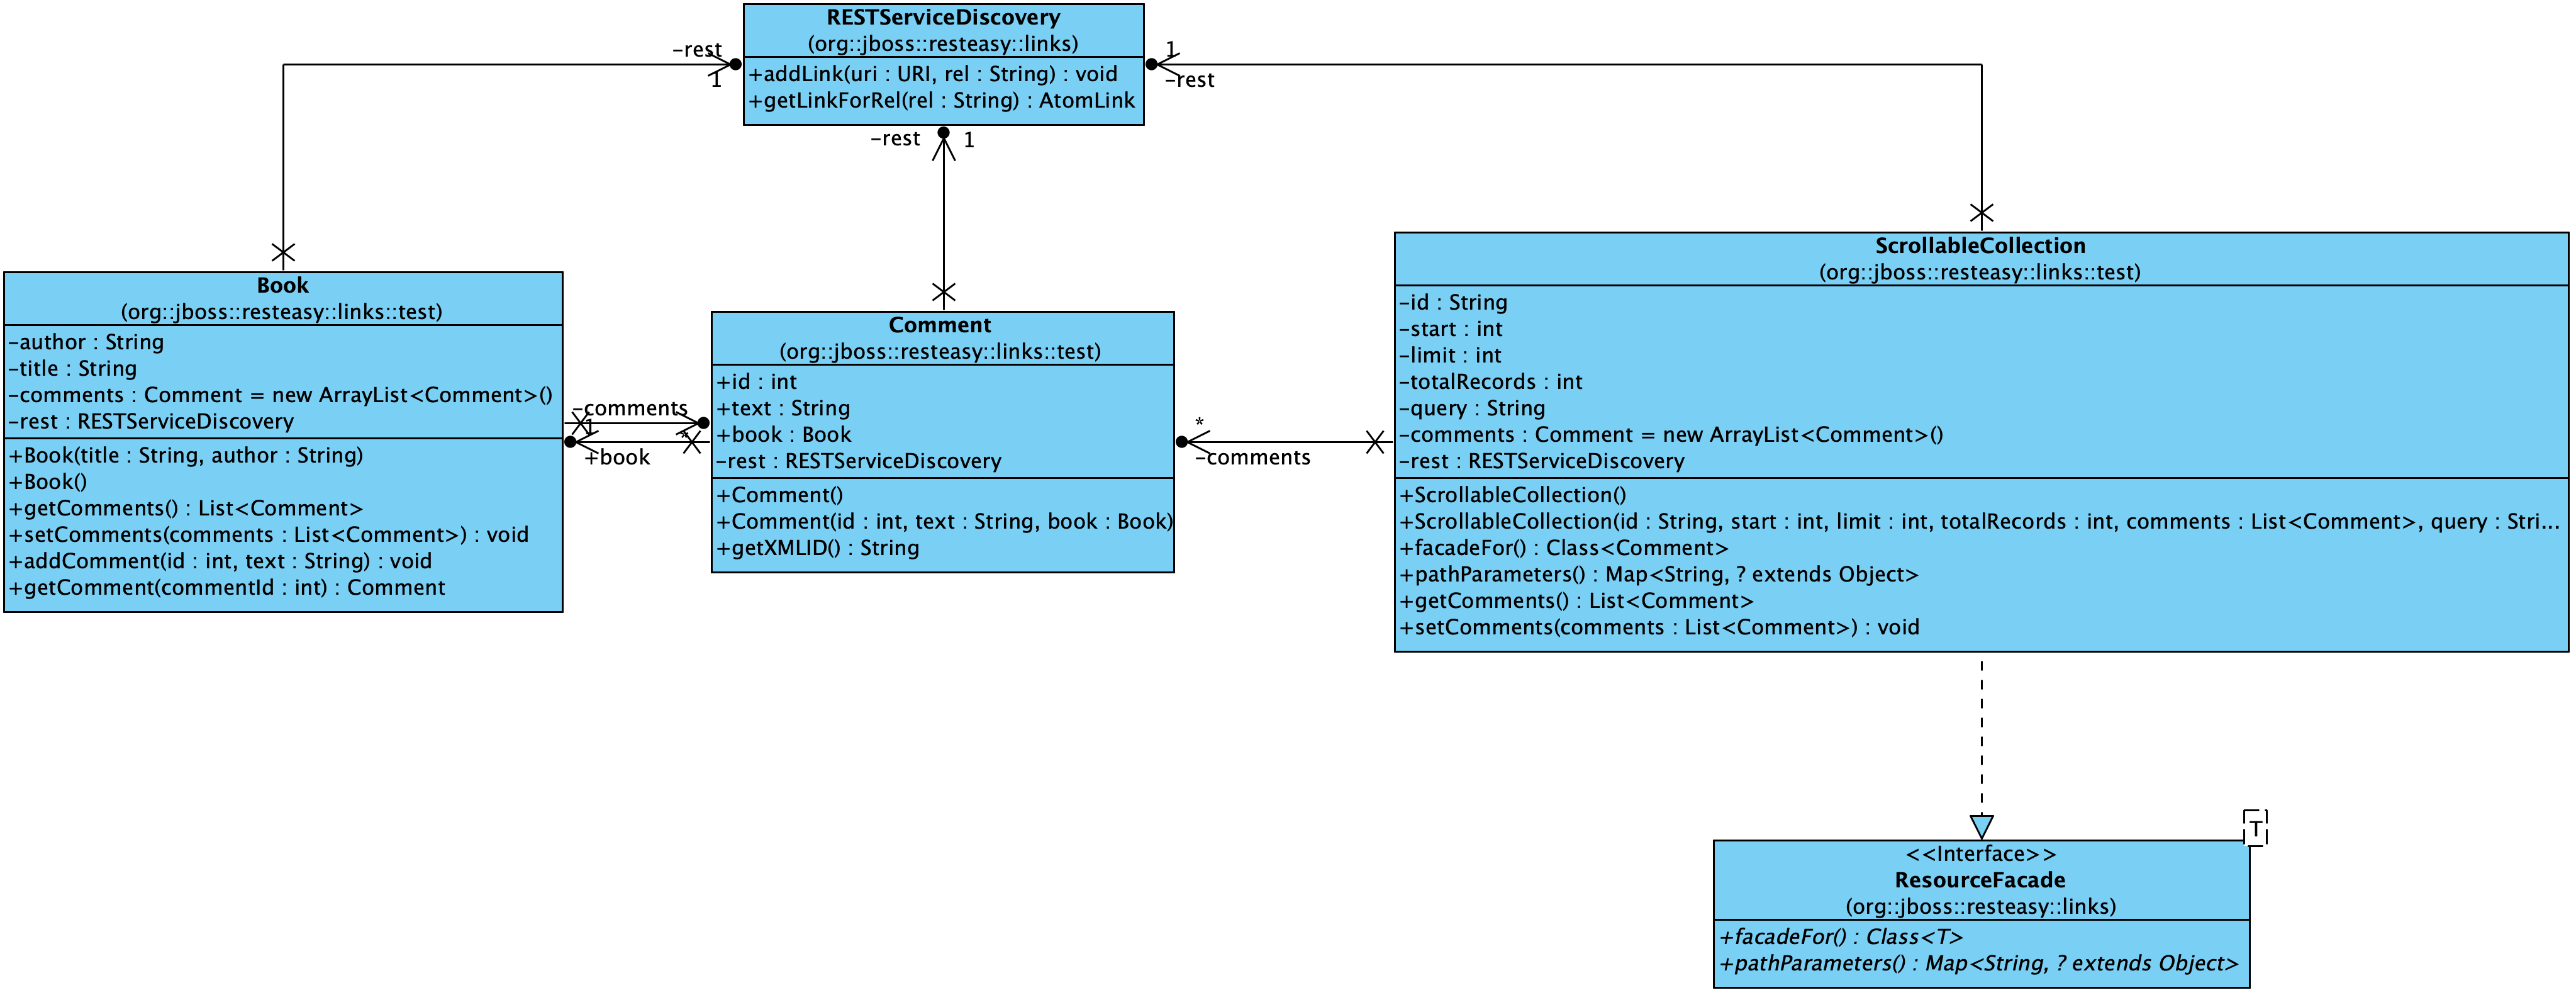 RESTServiceDiscovery
(org::jboss::resteasy::links)
+addLink(uri : URI, rel : String) : void
+getLinkForRel(rel : String) : AtomLink
-rest
1
1
-rest
-rest
1
Book
(org::jboss::resteasy::links::test)
-author : String
-title : String
-comments : Comment = new ArrayList<Comment>()
-rest : RESTServiceDiscovery
+Book(title : String, author : String)
+Book()
+getComments() : List<Comment>
+setComments(comments : List<Comment>) : void
+addComment(id : int, text : String) : void
+getComment(commentId : int) : Comment
-comments
1
*
+book
Comment
(org::jboss::resteasy::links::test)
+id : int
+text : String
+book : Book
-rest : RESTServiceDiscovery
+Comment()
+Comment(id : int, text : String, book : Book)
+getXMLID() : String
*
-comments
ScrollableCollection
(org::jboss::resteasy::links::test)
-id : String
-start : int
-limit : int
-totalRecords : int
-query : String
-comments : Comment = new ArrayList<Comment>()
-rest : RESTServiceDiscovery
+ScrollableCollection()
+ScrollableCollection(id : String, start : int, limit : int, totalRecords : int, comments : List<Comment>, query : Stri...
+facadeFor() : Class<Comment>
+pathParameters() : Map<String, ? extends Object>
+getComments() : List<Comment>
+setComments(comments : List<Comment>) : void
T
<<Interface>>
ResourceFacade
(org::jboss::resteasy::links)
+facadeFor() : Class<T>
+pathParameters() : Map<String, ? extends Object>